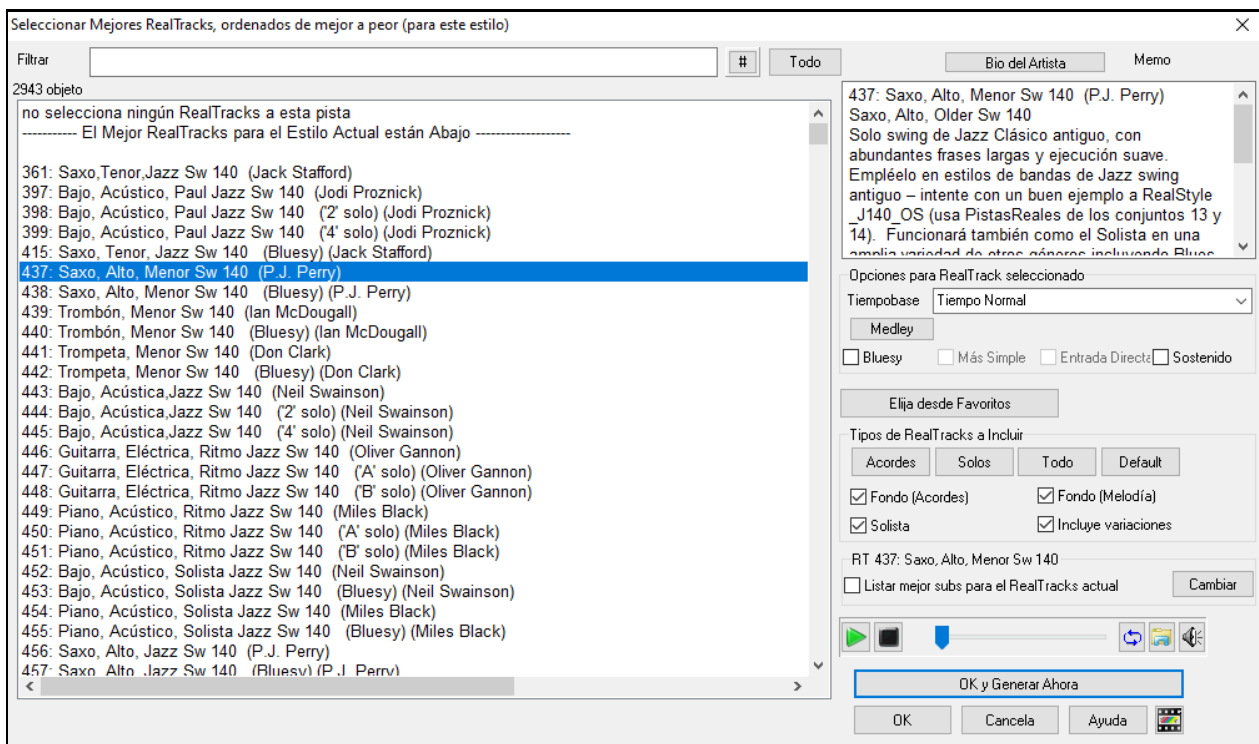 Seleccionar Mejores RealTracks, ordenados de mejor a peor (para este estilo)
Filtrar
#
Todo
Bio del Artista
Memo
2943 objeto
no selecciona ningún RealTracks a esta pista
----------- El Mejor RealTracks para el Estilo Actual están Abajo -------------------
361: Saxo,Tenor,Jazz Sw 140 (Jack Stafford)
397: Bajo, Acústico, Paul Jazz Sw 140 (Jodi Proznick)
398: Bajo, Acústico, Paul Jazz Sw 140 ('2' solo) (Jodi Proznick)
399: Bajo, Acústico, Paul Jazz Sw 140 ('4' solo) (Jodi Proznick)
415: Saxo, Tenor, Jazz Sw 140 (Bluesy) (Jack Stafford)
437: Saxo, Alto, Menor Sw 140 (P.J. Perry)
438: Saxo, Alto, Menor Sw 140 (Bluesy) (P.J. Perry)
439: Trombón, Menor Sw 140 (Ian McDougall)
440: Trombón, Menor Sw 140 (Bluesy) (Ian McDougall)
441: Trompeta, Menor Sw 140 (Don Clark)
442: Trompeta, Menor Sw 140 (Bluesy) (Don Clark)
443: Bajo, Acústica,Jazz Sw 140 (Neil Swainson)
444: Bajo, Acústica,Jazz Sw 140 ('2' solo) (Neil Swainson)
445: Bajo, Acústica,Jazz Sw 140 ('4' solo) (Neil Swainson)
446: Guitarra, Eléctrica, Ritmo Jazz Sw 140 (Oliver Gannon)
447: Guitarra, Eléctrica, Ritmo Jazz Sw 140 ('A' solo) (Oliver Gannon)
448: Guitarra, Eléctrica, Ritmo Jazz Sw 140 ('B' solo) (Oliver Gannon)
449: Piano, Acústico, Ritmo Jazz Sw 140 (Miles Black)
450: Piano, Acústico, Ritmo Jazz Sw 140 ('A' solo) (Miles Black)
451: Piano, Acústico, Ritmo Jazz Sw 140 ('B' solo) (Miles Black)
452: Bajo, Acústico, Solista Jazz Sw 140 (Neil Swainson)
453: Bajo, Acústico, Solista Jazz Sw 140 (Bluesy) (Neil Swainson)
454: Piano, Acústico, Solista Jazz Sw 140 (Miles Black)
455: Piano, Acústico, Solista Jazz Sw 140 (Bluesy) (Miles Black)
456: Saxo, Alto, Jazz Sw 140 (P.J. Perry)
457: Saxo, Alto, Jazz Sw 140 (Bluesy) (P.J. Perry)
437: Saxo, Alto, Menor Sw 140 (P.J. Perry)
Saxo, Alto, Older Sw 140
Solo swing de Jazz Clásico antiguo, con
abundantes frases largas y ejecución suave.
Empléelo en estilos de bandas de Jazz swing
antiguo – intente con un buen ejemplo a RealStyle
_J140_OS (usa PistasReales de los conjuntos 13 y
14). Funcionará también como el Solista en una
amplia variedad de otros géneros incluyendo Blues
Opciones para RealTrack seleccionado
Tiempobase
Tiempo Normal
Medley
Bluesy
Más Simple
Entrada Directa
Sostenido
Elija desde Favoritos
Tipos de RealTracks a Incluir
Acordes
Solos
Todo
Default
Fondo (Acordes)
Fondo (Melodía)
Solista
Incluye variaciones
RT 437: Saxo, Alto, Menor Sw 140
Listar mejor subs para el RealTracks actual
Cambiar
OK y Generar Ahora
OK
Cancela
Ayuda